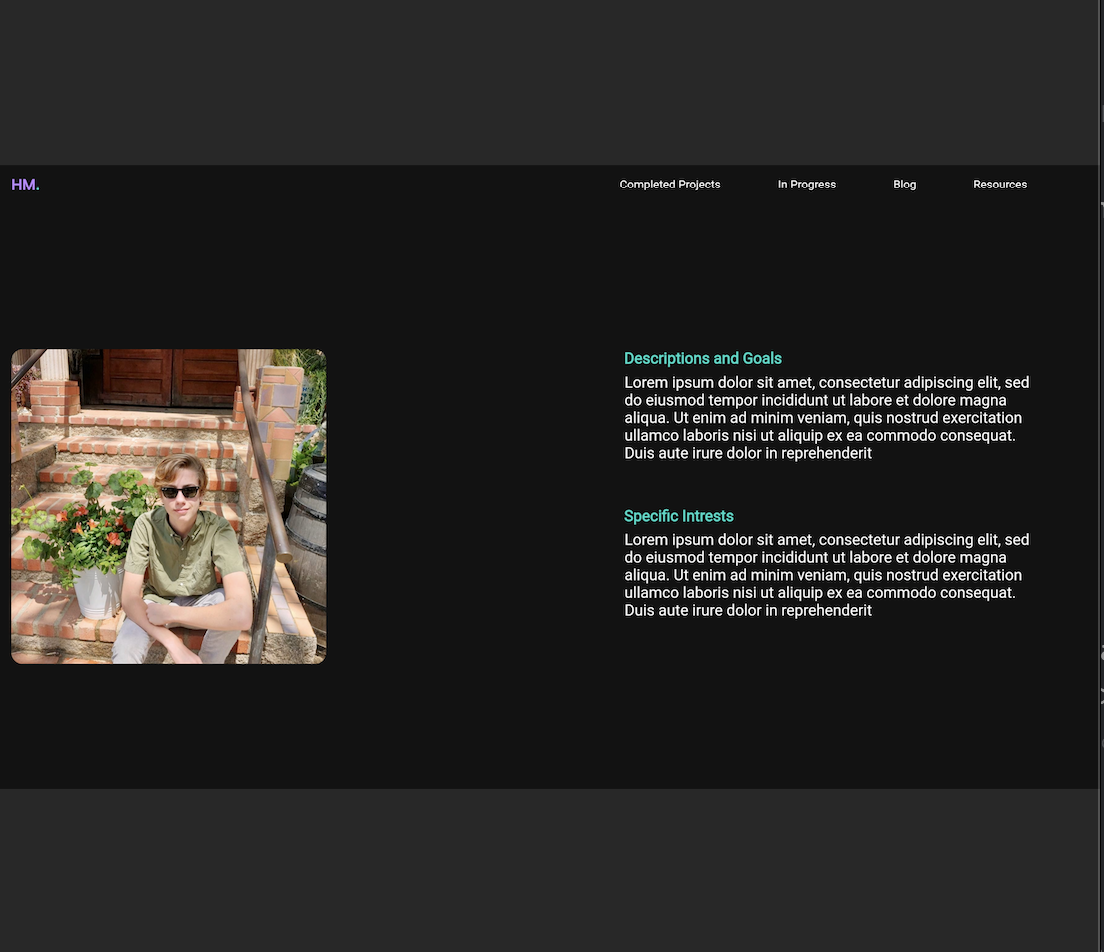 HM.
Completed Projects
In Progress
Blog
Resources
Descriptions and Goals
Lorem ipsum dolor sit amet, consectetur adipiscing elit, sed
do eiusmod tempor incididunt ut labore et dolore magna
aliqua. Ut enim ad minim veniam, quis nostrud exercitation
ullamco laboris nisi ut aliquip ex ea commodo consequat.
Duis aute irure dolor in reprehenderit
Specific Intrests
Lorem ipsum dolor sit amet, consectetur adipiscing elit, sed
do eiusmod tempor incididunt ut labore et dolore magna
aliqua. Ut enim ad minim veniam, quis nostrud exercitation
ullamco laboris nisi ut aliquip ex ea commodo consequat.
Duis aute irure dolor in reprehenderit